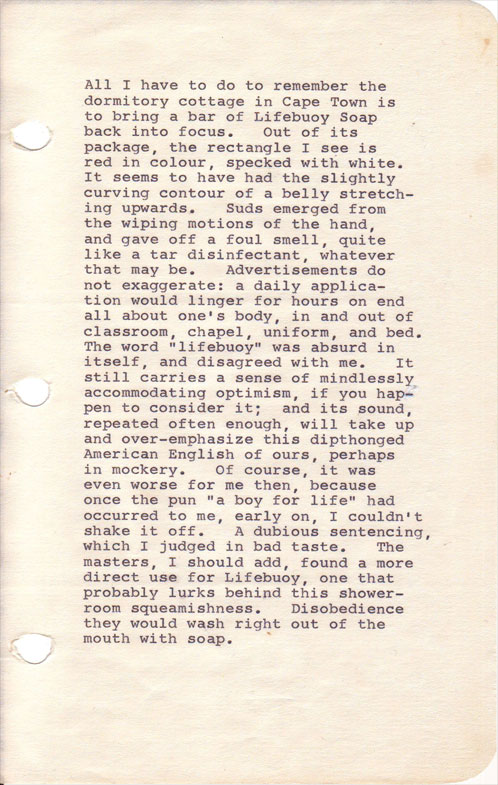 All I have to do to remember the
dormitory cottage in Cape Town is
to bring a bar of Lifebuoy Soap
back into focus.   Out of its
package, the rectangle I see is
red in colour, specked with white.
It seems to have had the slightly
curving contour of a belly stretch-
ing upwards.   Suds emerged from
the wiping motions of the hand,
and gave off a foul smell, quite
like a tar disinfectant, whatever
that may be.   Advertisements do
not exaggerate: a daily applica-
tion would linger for hours on end
all about one's body, in and out of
classroom, chapel, uniform, and bed.
The word "lifebuoy" was absurd in
itself, and disagreed with me.   It
still carries a sense of mindlessly
accommodating optimism, if you hap-
pen to consider it;  and its sound,
repeated often enough, will take up
and over-emphasize this dipthonged
American English of ours, perhaps
in mockery.   Of course, it was
even worse for me then, because
once the pun "a boy for life" had
occurred to me, early on, I couldn't
shake it off.   A dubious sentencing,
which I judged in bad taste.   The
masters, I should add, found a more
direct use for Lifebuoy, one that
probably lurks behind this shower-
room squeamishness.   Disobedience
they would wash right out of the
mouth with soap.